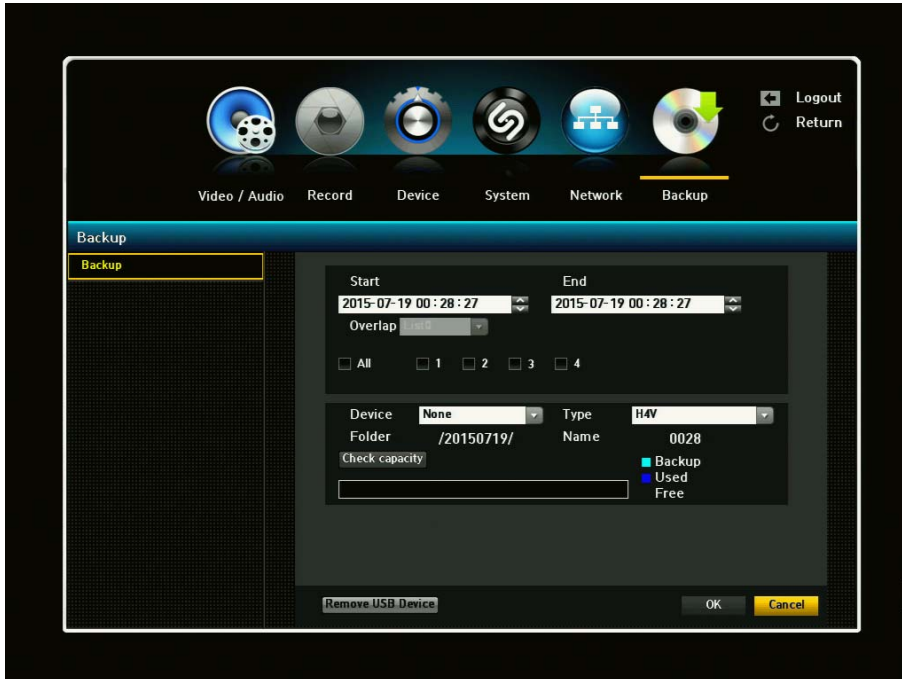 Logout
Return
Video / Audio Record Device System Network Backup
Backup
Backup
Start End
2015-07-19 00:28:27 2015-07-19 00:28:27
Overlap List0
All 1 2 3 4
Device None Type H4V
Folder /20150719/ Name 0028
Check capacity
Backup
Used
Free
Remove USB Device OK Cancel